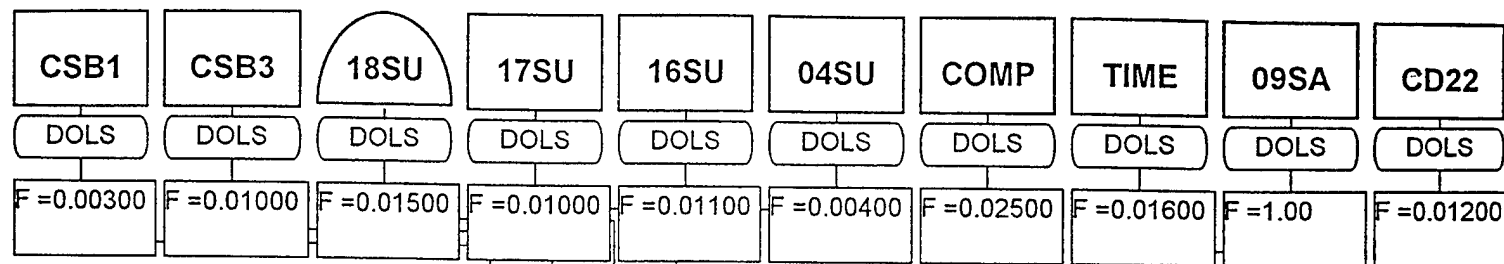 CSB1 CSB3 18SU 17SU 16SU 04SU COMP TIME 09SA CD22
DOLS DOLS DOLS DOLS DOLS DOLS DOLS DOLS DOLS DOLS
F =0.00300 F =0.01000 F =0.01500 F =0.01000 F =0.01100 F =0.00400 F =0.02500 F =0.01600 F =1.00 F =0.01200